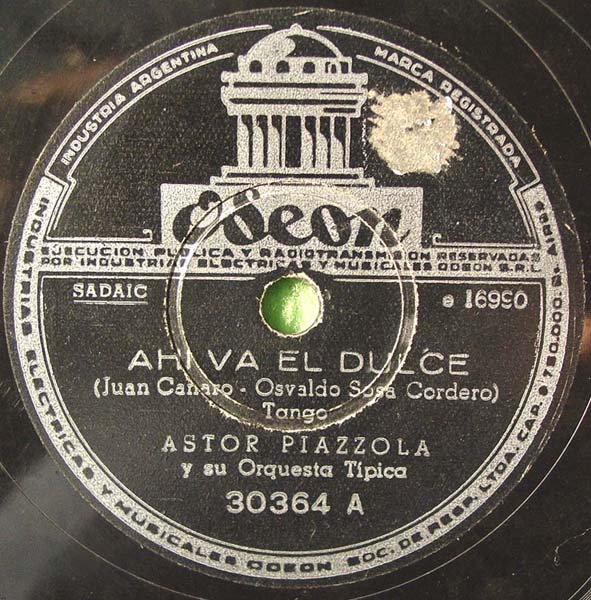 INDUSTRIA ARGENTINA
MARCA REGISTRADA
Odeon
EJECUCION PUBLICA Y RADIOTRANSMISION RESERVADAS
POR INDUSTRIAS ELECTRICAS Y MUSICALES ODEON S.R.L
SADAIC
e 16990
AHI VA EL DULCE
(Juan Canaro - Osvaldo Sosa Cordero)
Tango
ASTOR PIAZZOLA
y su Orquesta Típica
30364 A
INDUSTRIAS ELECTRICAS Y MUSICALES ODEON SOC. DE RESP. LTDA. CAP. $ 780.000.- Bs. AIRES